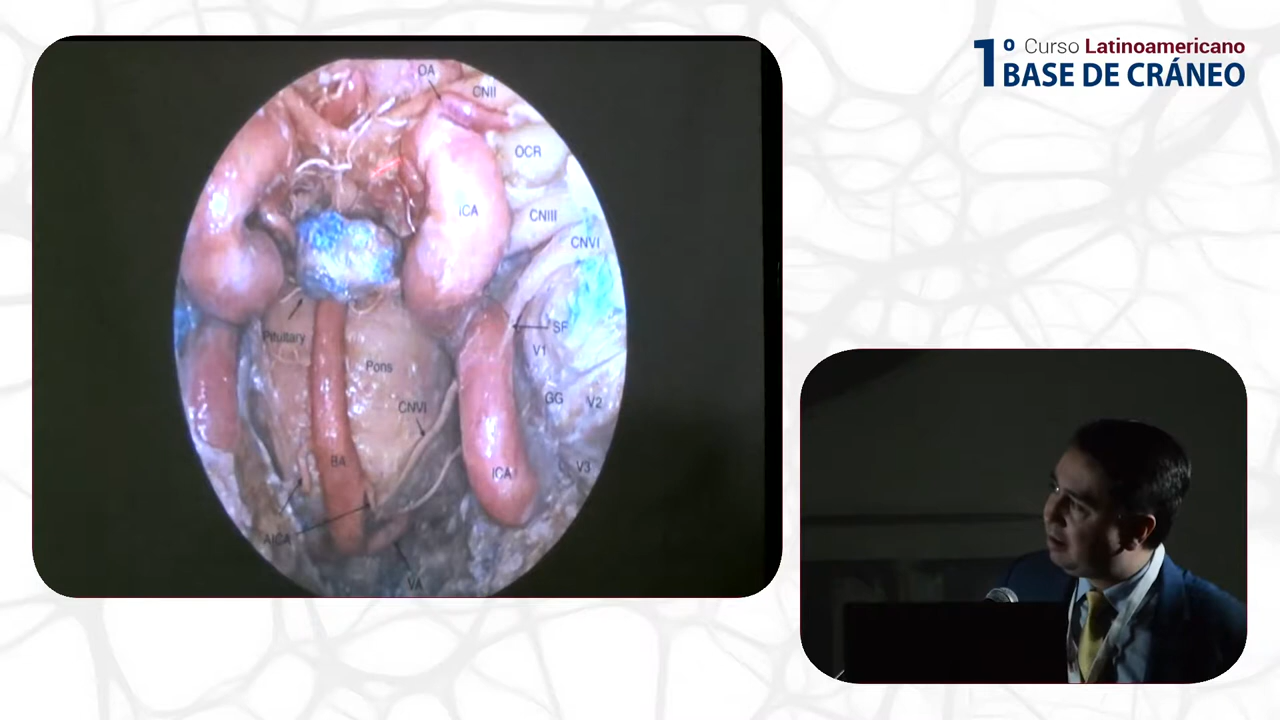 1º Curso Latinoamericano
BASE DE CRÁNEO
OA
CNII
OCR
ICA
CNIII
CNVI
SF
Pituitary
V1
Pons
GG
V2
CNVI
BA
V3
ICA
AICA
VA